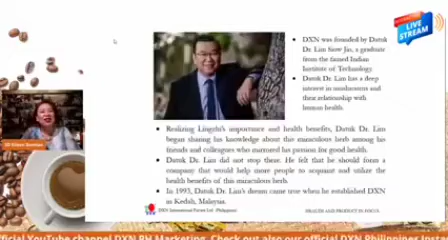 LIVE
STREAM
• DXN was founded by Datuk
Dr. Lim Siow Jin, a graduate
from the famed Indian
Institute of Technology.
• Datuk Dr. Lim has a deep
interest in mushrooms and
their relationship with
human health.
• Realizing Lingzhi's importance and health benefits, Datuk Dr. Lim
began sharing his knowledge about this miraculous herb among his
friends and colleagues who nurtured his passion for good health.
• Datuk Dr. Lim did not stop there. He felt that he should form a
company that would help more people to acquaint and utilize the
health benefits of this miraculous herb.
• In 1993, Datuk Dr. Lim's dream came true when he established DXN
in Kedah, Malaysia.
DXN International Private Ltd - Philippines
HEALTH AND PRODUCT IN FOCUS
official YouTube channel DXN PH Marketing. Check out also our official DXN Philippines